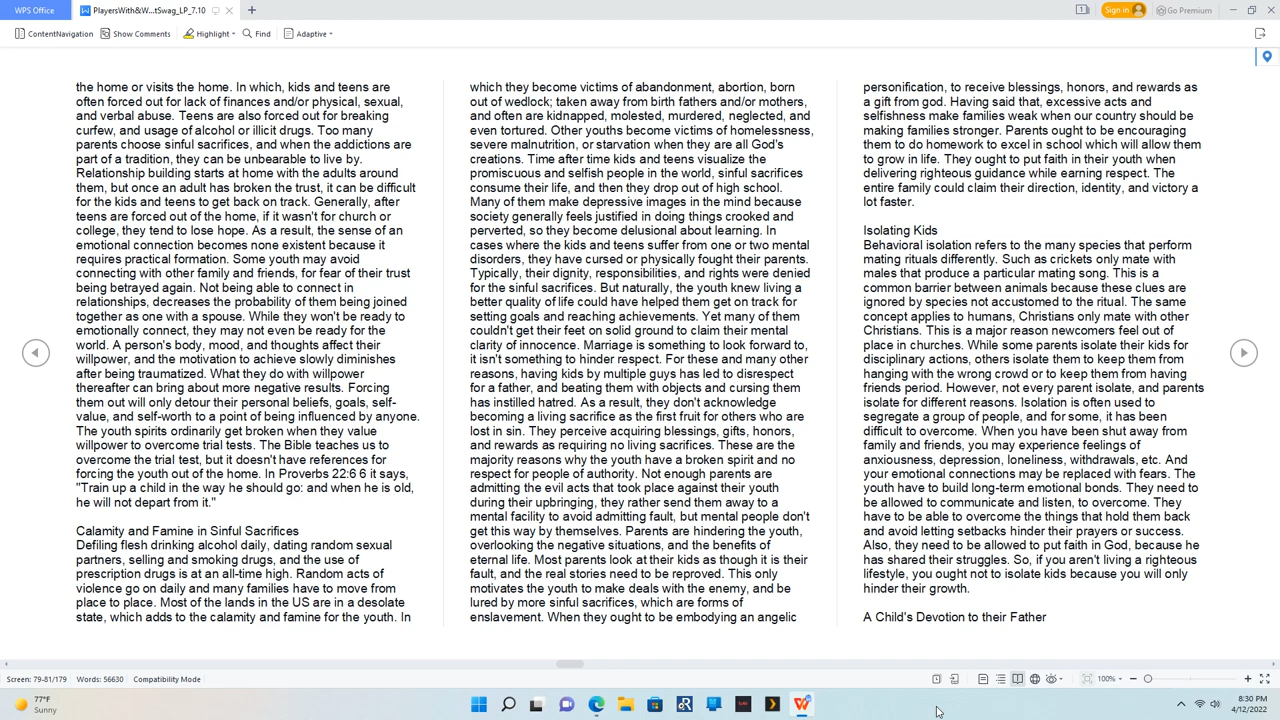 WPS Office
PlayersWith&W...tSwag_LP_7.10
Sign in
Go Premium
ContentNavigation
Show Comments
Highlight
Find
Adaptive
the home or visits the home. In which, kids and teens are
often forced out for lack of finances and/or physical, sexual,
and verbal abuse. Teens are also forced out for breaking
curfew, and usage of alcohol or illicit drugs. Too many
parents choose sinful sacrifices, and when the addictions are
part of a tradition, they can be unbearable to live by.
Relationship building starts at home with the adults around
them, but once an adult has broken the trust, it can be difficult
for the kids and teens to get back on track. Generally, after
teens are forced out of the home, if it wasn't for church or
college, they tend to lose hope. As a result, the sense of an
emotional connection becomes none existent because it
requires practical formation. Some youth may avoid
connecting with other family and friends, for fear of their trust
being betrayed again. Not being able to connect in
relationships, decreases the probability of them being joined
together as one with a spouse. While they won't be ready to
emotionally connect, they may not even be ready for the
world. A person's body, mood, and thoughts affect their
willpower, and the motivation to achieve slowly diminishes
after being traumatized. What they do with willpower
thereafter can bring about more negative results. Forcing
them out will only detour their personal beliefs, goals, self-
value, and self-worth to a point of being influenced by anyone.
The youth spirits ordinarily get broken when they value
willpower to overcome trial tests. The Bible teaches us to
overcome the trial test, but it doesn't have references for
forcing the youth out of the home. In Proverbs 22:6 6 it says,
"Train up a child in the way he should go: and when he is old,
he will not depart from it."
Calamity and Famine in Sinful Sacrifices
Defiling flesh drinking alcohol daily, dating random sexual
partners, selling and smoking drugs, and the use of
prescription drugs is at an all-time high. Random acts of
violence go on daily and many families have to move from
place to place. Most of the lands in the US are in a desolate
state, which adds to the calamity and famine for the youth. In
which they become victims of abandonment, abortion, born
out of wedlock; taken away from birth fathers and/or mothers,
and often are kidnapped, molested, murdered, neglected, and
even tortured. Other youths become victims of homelessness,
severe malnutrition, or starvation when they are all God's
creations. Time after time kids and teens visualize the
promiscuous and selfish people in the world, sinful sacrifices
consume their life, and then they drop out of high school.
Many of them make depressive images in the mind because
society generally feels justified in doing things crooked and
perverted, so they become delusional about learning. In
cases where the kids and teens suffer from one or two mental
disorders, they have cursed or physically fought their parents.
Typically, their dignity, responsibilities, and rights were denied
for the sinful sacrifices. But naturally, the youth knew living a
better quality of life could have helped them get on track for
setting goals and reaching achievements. Yet many of them
couldn't get their feet on solid ground to claim their mental
clarity of innocence. Marriage is something to look forward to,
it isn't something to hinder respect. For these and many other
reasons, having kids by multiple guys has led to disrespect
for a father, and beating them with objects and cursing them
has instilled hatred. As a result, they don't acknowledge
becoming a living sacrifice as the first fruit for others who are
lost in sin. They perceive acquiring blessings, gifts, honors,
and rewards as requiring no living sacrifices. These are the
majority reasons why the youth have a broken spirit and no
respect for people of authority. Not enough parents are
admitting the evil acts that took place against their youth
during their upbringing, they rather send them away to a
mental facility to avoid admitting fault, but mental people don't
get this way by themselves. Parents are hindering the youth,
overlooking the negative situations, and the benefits of
eternal life. Most parents look at their kids as though it is their
fault, and the real stories need to be reproved. This only
motivates the youth to make deals with the enemy, and be
lured by more sinful sacrifices, which are forms of
enslavement. When they ought to be embodying an angelic
personification, to receive blessings, honors, and rewards as
a gift from god. Having said that, excessive acts and
selfishness make families weak when our country should be
making families stronger. Parents ought to be encouraging
them to do homework to excel in school which will allow them
to grow in life. They ought to put faith in their youth when
delivering righteous guidance while earning respect. The
entire family could claim their direction, identity, and victory a
lot faster.
Isolating Kids
Behavioral isolation refers to the many species that perform
mating rituals differently. Such as crickets only mate with
males that produce a particular mating song. This is a
common barrier between animals because these clues are
ignored by species not accustomed to the ritual. The same
concept applies to humans, Christians only mate with other
Christians. This is a major reason newcomers feel out of
place in churches. While some parents isolate their kids for
disciplinary actions, others isolate them to keep them from
hanging with the wrong crowd or to keep them from having
friends period. However, not every parent isolate, and parents
isolate for different reasons. Isolation is often used to
segregate a group of people, and for some, it has been
difficult to overcome. When you have been shut away from
family and friends, you may experience feelings of
anxiousness, depression, loneliness, withdrawals, etc. And
your emotional connections may be replaced with fears. The
youth have to build long-term emotional bonds. They need to
be allowed to communicate and listen, to overcome. They
have to be able to overcome the things that hold them back
and avoid letting setbacks hinder their prayers or success.
Also, they need to be allowed to put faith in God, because he
has shared their struggles. So, if you aren't living a righteous
lifestyle, you ought not to isolate kids because you will only
hinder their growth.
A Child's Devotion to their Father
Screen: 79-81/179
Words: 56630
Compatibility Mode
100%
77°F
Sunny
8:30 PM
4/12/2022